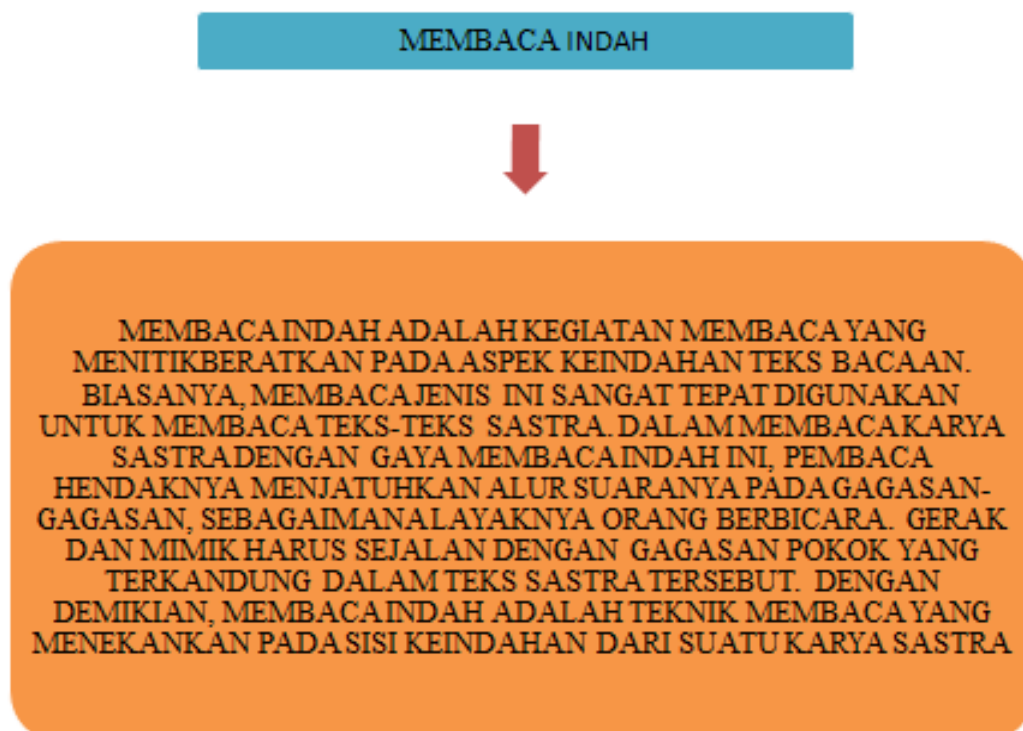 MEMBACA INDAH
MEMBACA INDAH ADALAH KEGIATAN MEMBACA YANG
MENITIKBERATKAN PADA ASPEK KEINDAHAN TEKS BACAAN.
BIASANYA, MEMBACA JENIS INI SANGAT TEPAT DIGUNAKAN
UNTUK MEMBACA TEKS-TEKS SASTRA. DALAM MEMBACA KARYA
SASTRA DENGAN GAYA MEMBACA INDAH INI, PEMBACA
HENDAKNYA MENJATUHKAN ALUR SUARANYA PADA GAGASAN-
GAGASAN, SEBAGAIMANA LAYAKNYA ORANG BERBICARA. GERAK
DAN MIMIK HARUS SEJALAN DENGAN GAGASAN POKOK YANG
TERKANDUNG DALAM TEKS SASTRA TERSEBUT. DENGAN
DEMIKIAN, MEMBACA INDAH ADALAH TEKNIK MEMBACA YANG
MENEKANKAN PADA SISI KEINDAHAN DARI SUATU KARYA SASTRA